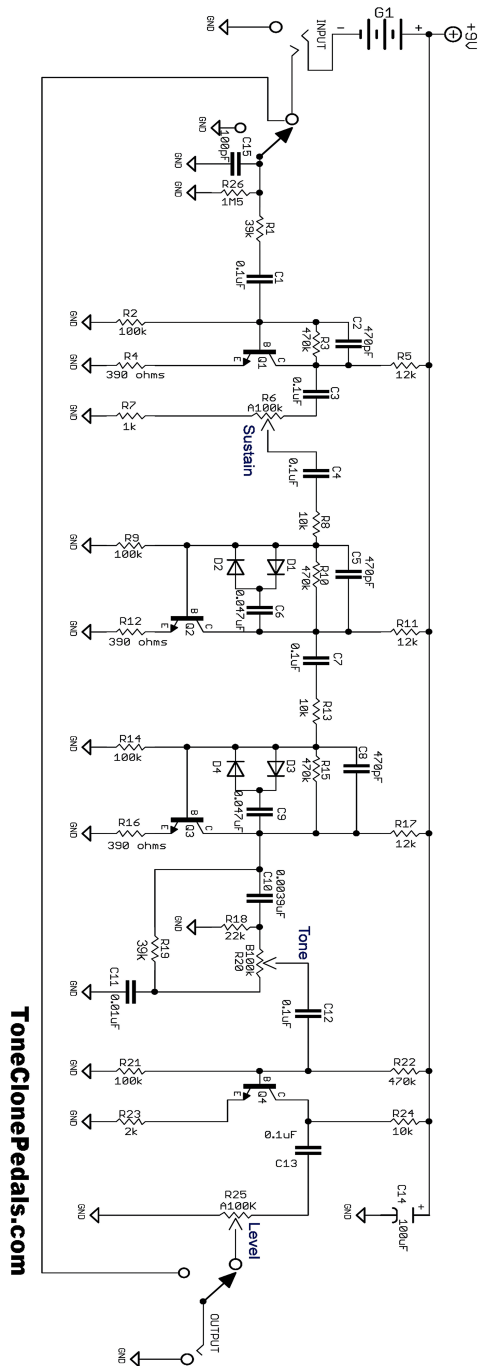 +9V
G1
-
+
INPUT
GND
GND
C15
100pF
GND
R26
1M5
GND
R1
39k
C1
0.1uF
R2
100k
GND
R4
390 ohms
GND
B
C
E
Q1
R3
470k
C2
470pF
R5
12k
C3
0.1uF
R6
A100k
Sustain
R7
1k
GND
C4
0.1uF
R8
10k
R9
100k
GND
D2
D1
R10
470k
C5
470pF
C6
0.047uF
B
C
E
Q2
R12
390 ohms
GND
R11
12k
C7
0.1uF
R13
10k
R14
100k
GND
D4
D3
R15
470k
C8
470pF
C9
0.047uF
B
C
E
Q3
R16
390 ohms
GND
R17
12k
C10
0.0039uF
R18
22k
GND
R19
39k
Tone
B100k
R20
C11
0.01uF
GND
C12
0.1uF
R21
100k
GND
R22
470k
B
C
E
Q4
R23
2k
GND
R24
10k
0.1uF
C13
C14
+
100uF
GND
R25
A100K
Level
GND
OUTPUT
GND
ToneClonePedals.com